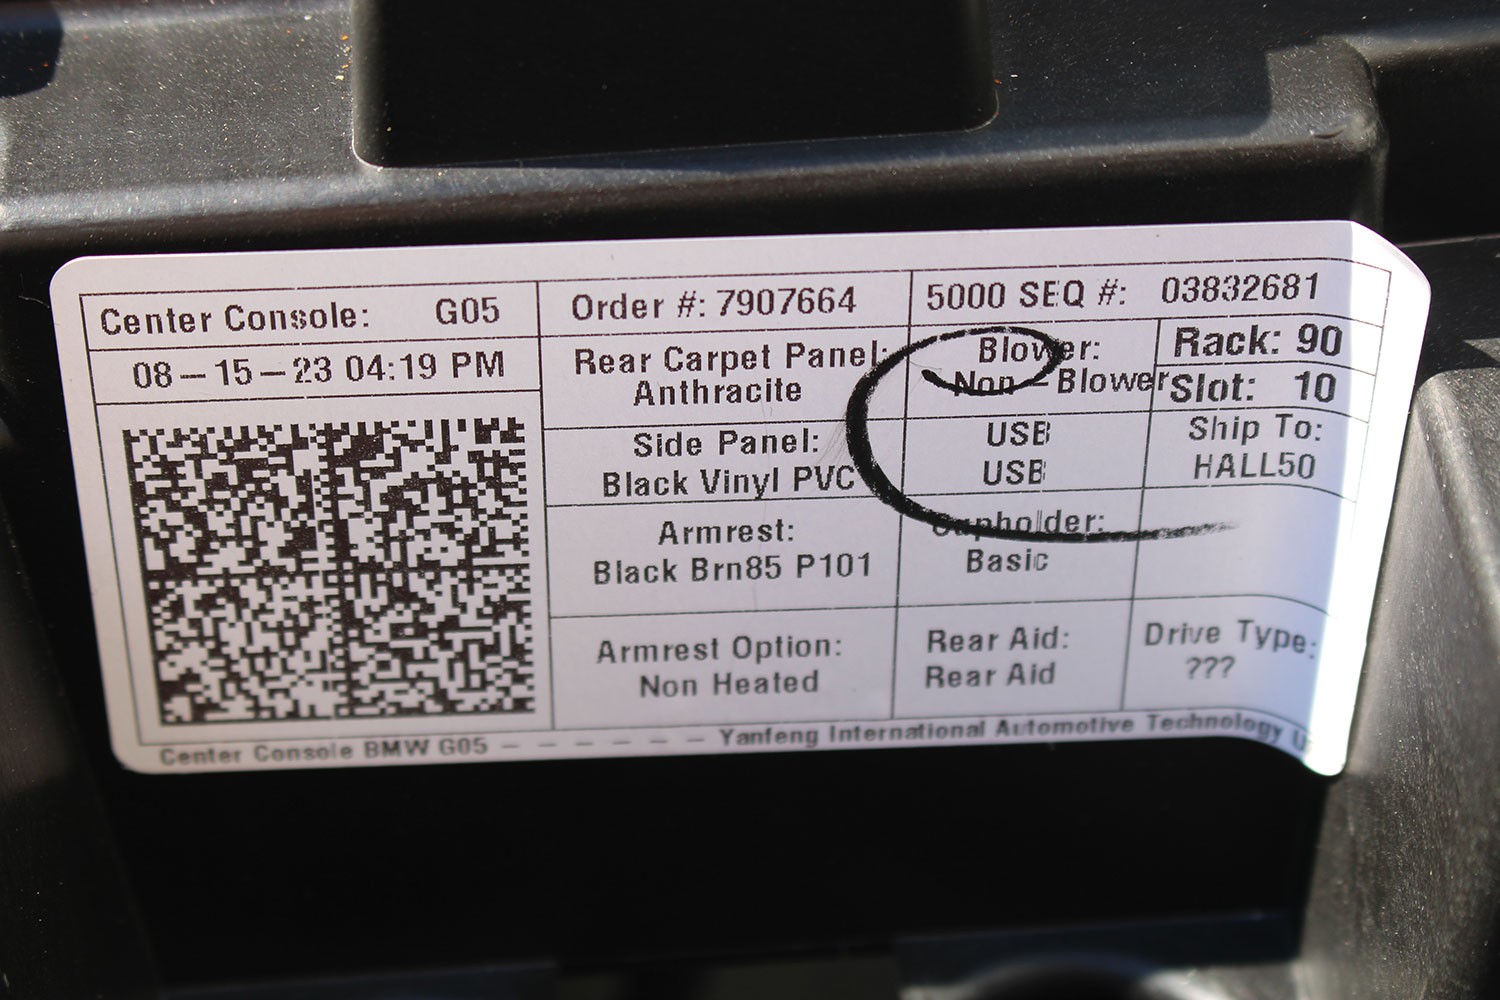 Center Console: G05
Order #: 7907664
5000 SEQ #: 03832681
08-15-23 04:19 PM
Rear Carpet Panel:
Anthracite
Blower:
Non-Blower
Rack: 90
Slot: 10
Side Panel:
Black Vinyl PVC
USB
USB
Ship To:
HALL50
Armrest:
Black Brn85 P101
Cupholder:
Basic
Armrest Option:
Non Heated
Rear Aid:
Rear Aid
Drive Type:
???
Center Console BMW G05 - - - - - - Yanfeng International Automotive Technology